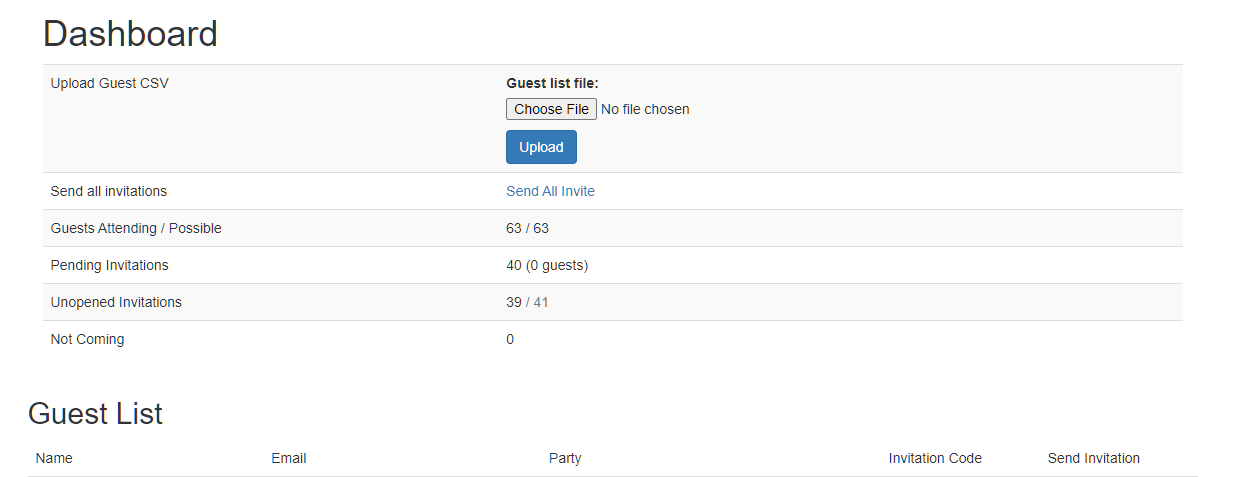 Dashboard
Upload Guest CSV
Guest list file:
Choose File No file chosen
Upload
Send all invitations Send All Invite
Guests Attending / Possible 63 / 63
Pending Invitations 40 (0 guests)
Unopened Invitations 39 / 41
Not Coming 0
Guest List
Name Email Party Invitation Code Send Invitation